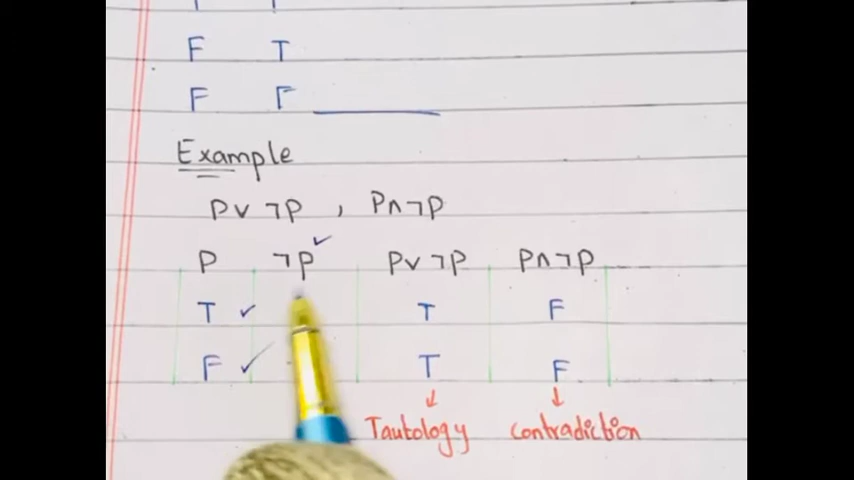 F T
F F
Example
P∨ ¬P , P∧¬P
P ¬P P∨ ¬P P∧¬P
T T F
F T F
Tautology contradiction